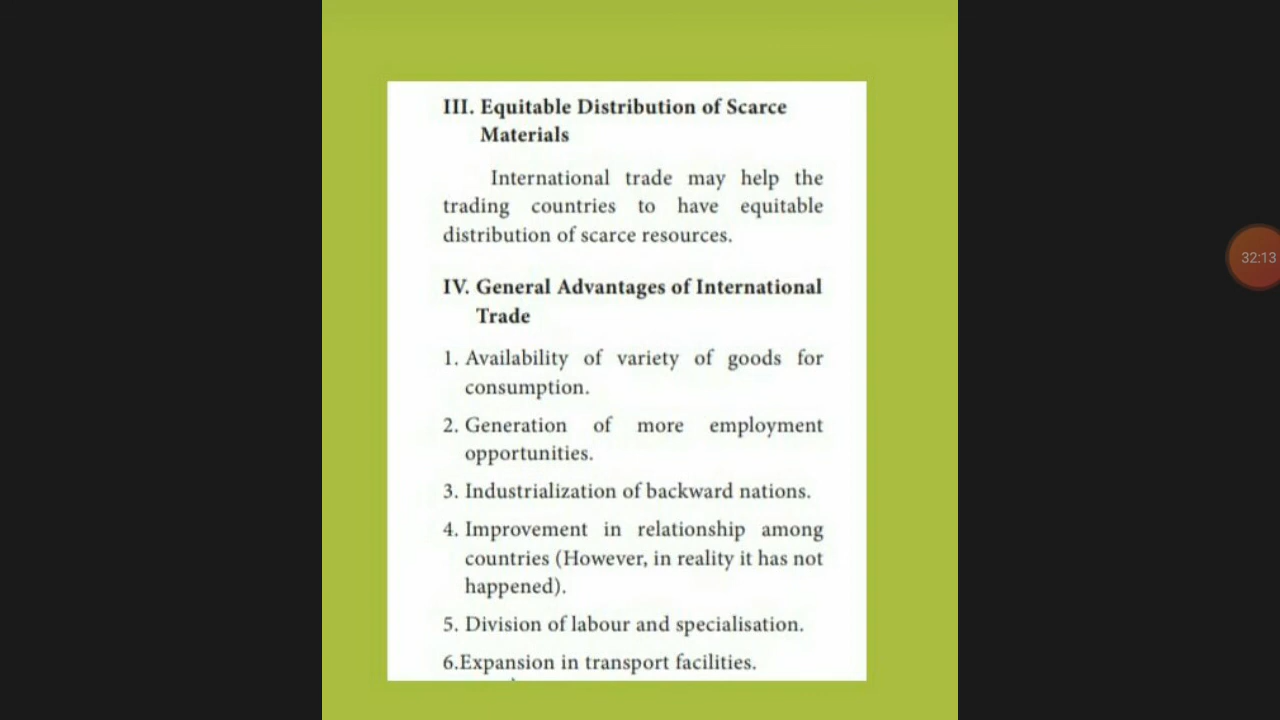 III. Equitable Distribution of Scarce
Materials
International trade may help the
trading countries to have equitable
distribution of scarce resources.
IV. General Advantages of International
Trade
1. Availability of variety of goods for
consumption.
2. Generation of more employment
opportunities.
3. Industrialization of backward nations.
4. Improvement in relationship among
countries (However, in reality it has not
happened).
5. Division of labour and specialisation.
6.Expansion in transport facilities.
32:13